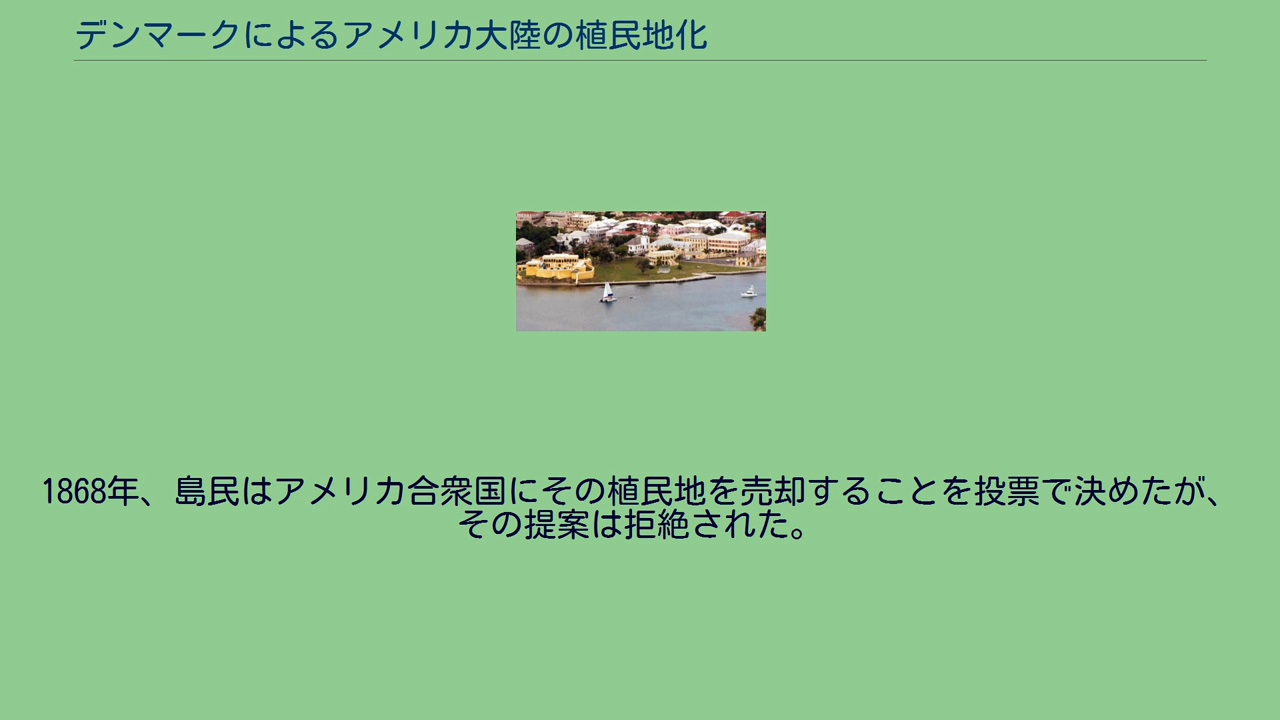 デンマークによるアメリカ大陸の植民地化
1868年、島民はアメリカ合衆国にその植民地を売却することを投票で決めたが、
その提案は拒絶された。